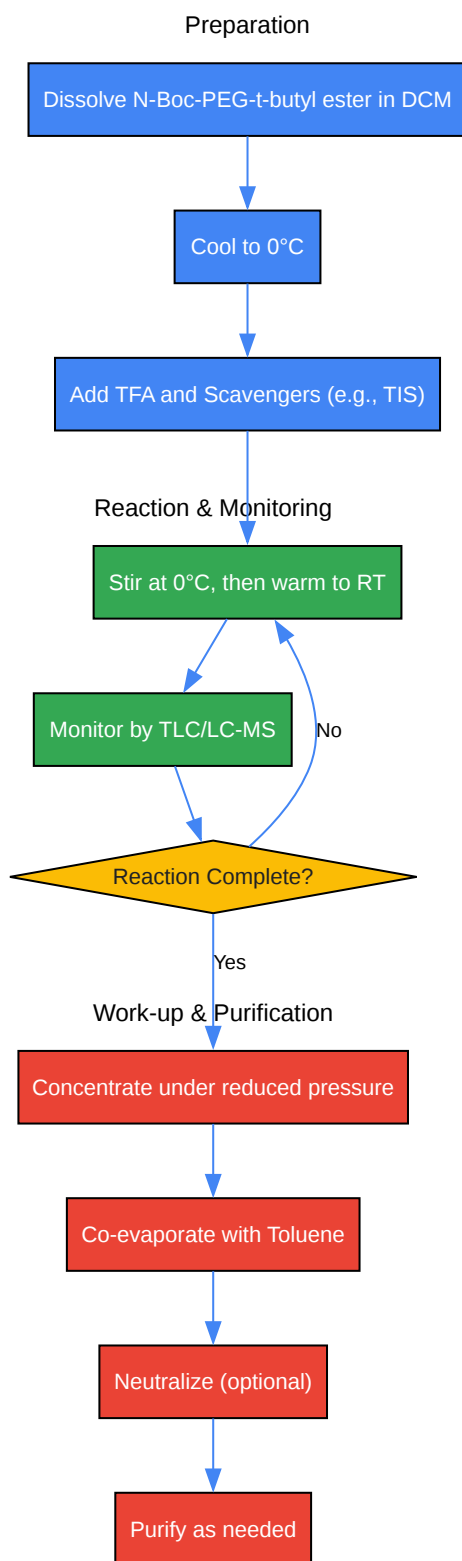 Preparation
Dissolve N-Boc-PEG-t-butyl ester in DCM
Cool to 0°C
Add TFA and Scavengers (e.g., TIS)
Reaction & Monitoring
Stir at 0°C, then warm to RT
Monitor by TLC/LC-MS
No
Reaction Complete?
Yes
Work-up & Purification
Concentrate under reduced pressure
Co-evaporate with Toluene
Neutralize (optional)
Purify as needed